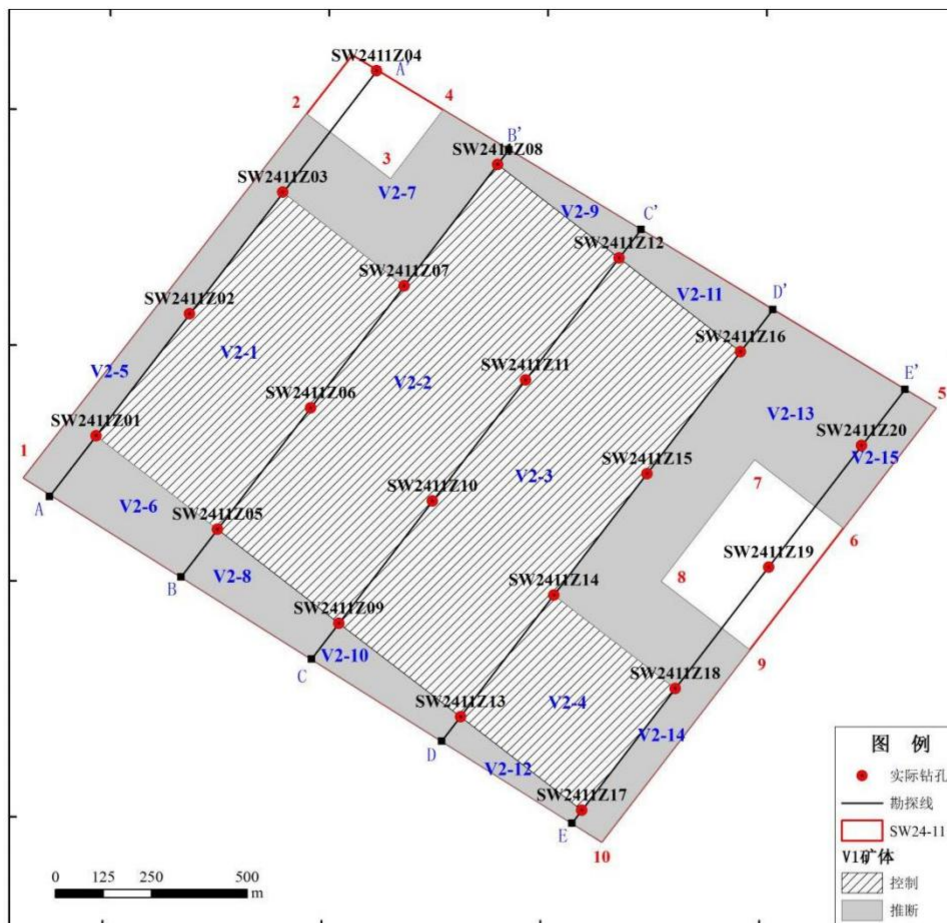 SW2411Z04
A'
2
4
B'
SW2411Z08
3
SW2411Z03
V2-7
V2-9
C'
SW2411Z12
SW2411Z07
V2-11
D'
SW2411Z02
SW2411Z16
V2-1
V2-5
V2-2
SW2411Z11
E'
5
SW2411Z06
V2-13
SW2411Z01
SW2411Z20
V2-15
1
V2-3
SW2411Z15
7
A
V2-6
SW2411Z10
SW2411Z05
6
SW2411Z19
B
V2-8
SW2411Z14
8
SW2411Z09
V2-10
9
C
SW2411Z18
V2-4
SW2411Z13
V2-14
D
V2-12
SW2411Z17
E
10
图 例
实际钻孔
勘探线
SW24-11
V1矿体
控制
推断
0 125 250 500
m